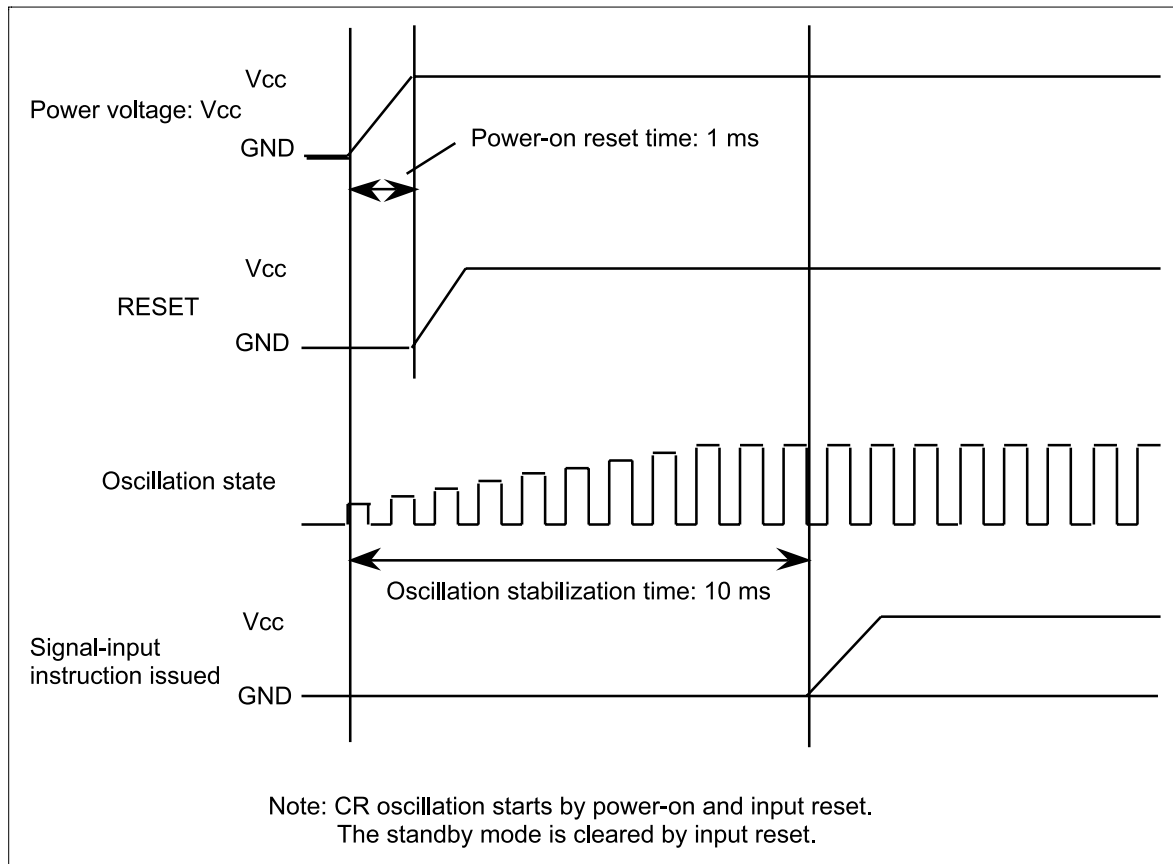 Vcc
Power voltage: Vcc
GND
Power-on reset time: 1 ms
Vcc
RESET
GND
Oscillation state
Oscillation stabilization time: 10 ms
Vcc
Signal-input
instruction issued
GND
Note: CR oscillation starts by power-on and input reset.
The standby mode is cleared by input reset.